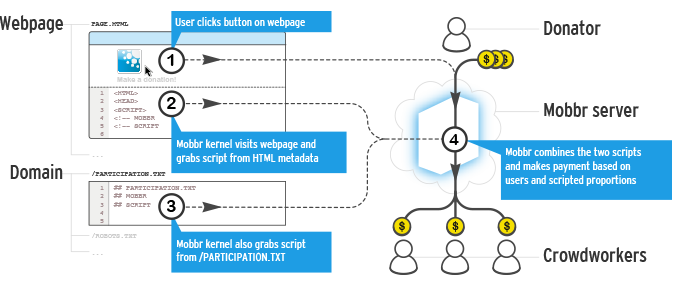 Webpage
PAGE.HTML
User clicks button on webpage
1
Make a donation!
2
1 <HTML>
2 <HEAD>
3 <SCRIPT>
4 <!-- MOBBR
5 <!-- SCRIPT
6
Mobbr kernel visits webpage and
grabs script from HTML metadata
...
Domain
/PARTICIPATION.TXT
1 ## PARTICIPATION.TXT
2 ## MOBBR
3 ## SCRIPT
4
5
3
Mobbr kernel also grabs script
from /PARTICIPATION.TXT
/ROBOTS.TXT
...
Donator
$ $ $
Mobbr server
4
Mobbr combines the two scripts
and makes payment based on
users and scripted proportions
$ $ $
Crowdworkers